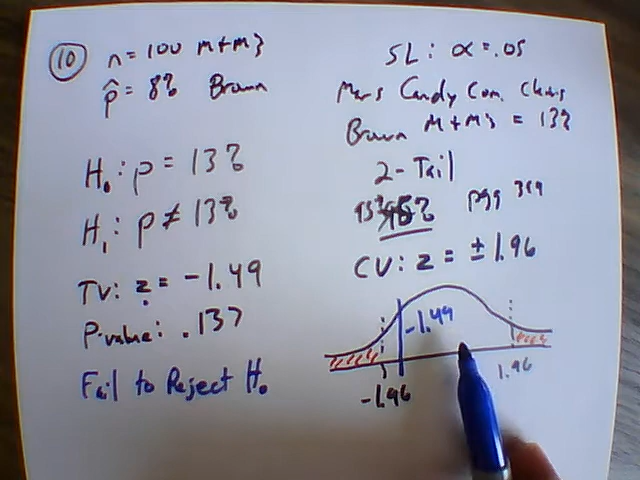 10 n = 100 M+M's
p̂ = 8% Brown
H₀: p = 13%
H₁: p ≠ 13%
TV: z = -1.49
P-value: .137
Fail to Reject H₀
SL: α = .05
Mars Candy Com. Claims
Brown M+M's = 13%
2-Tail
95% pg
CV: z = ± 1.96
-1.49
-1.96
1.96